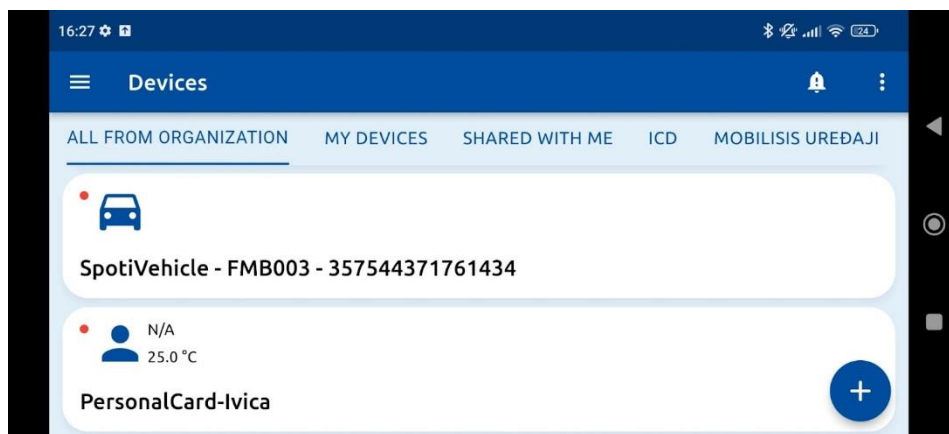 16:27
24
Devices
ALL FROM ORGANIZATION MY DEVICES SHARED WITH ME ICD MOBILISIS UREĐAJI
SpotiVehicle - FMB003 - 357544371761434
N/A
25.0 °C
PersonalCard-Ivica
+